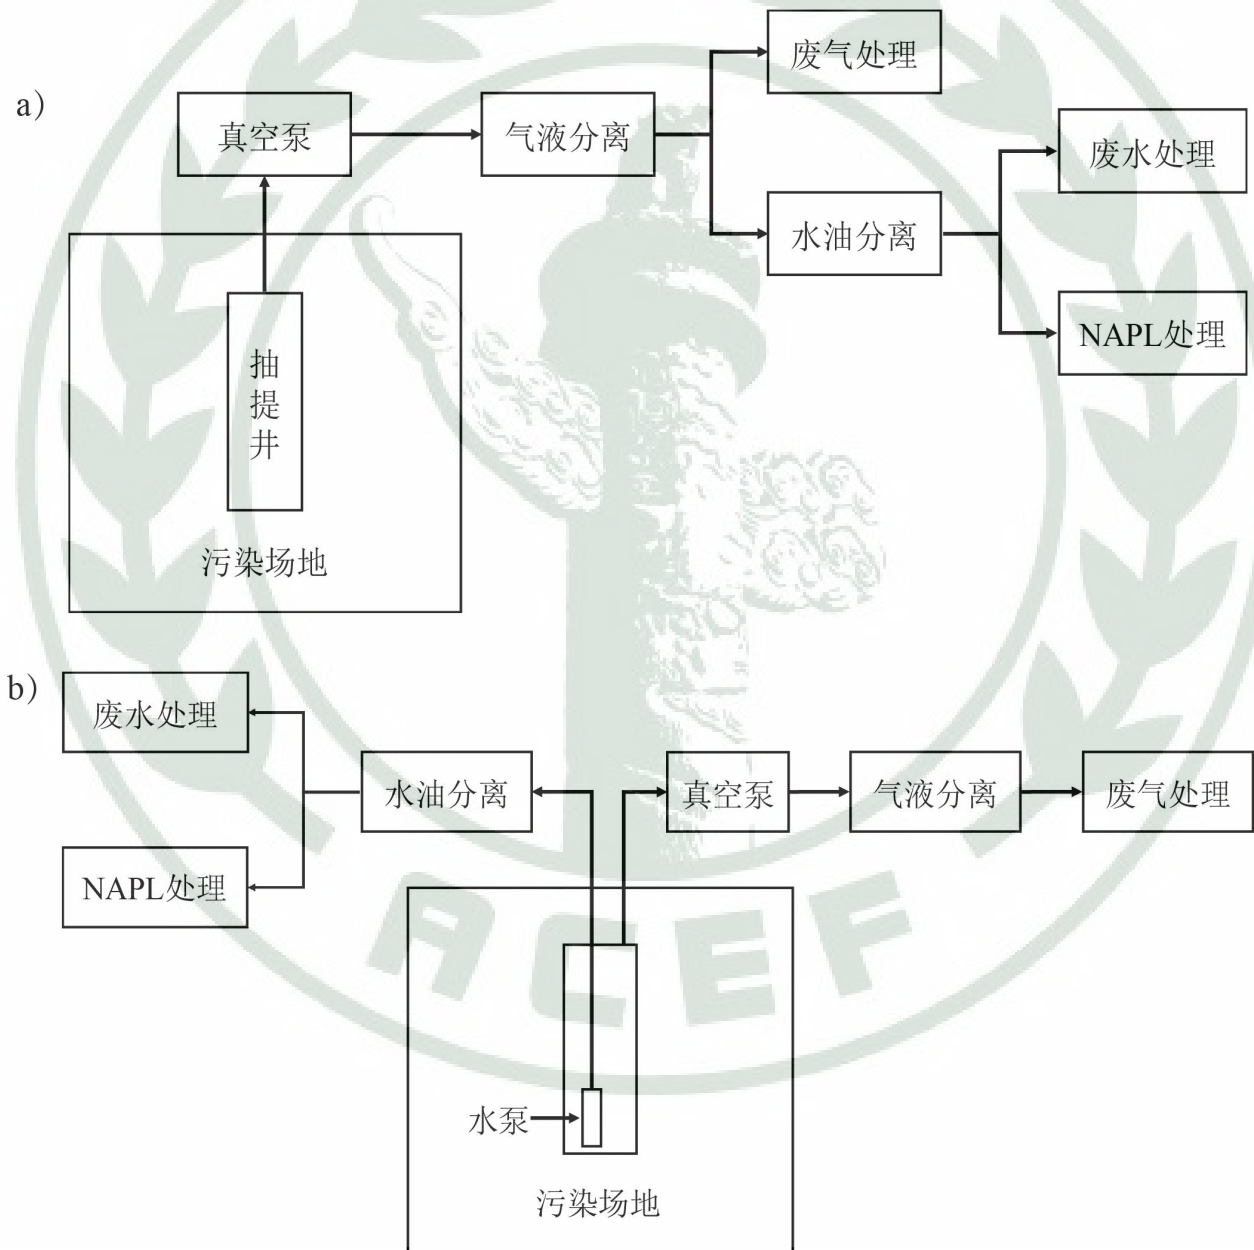 a)
真空泵
气液分离
废气处理
水油分离
废水处理
NAPL处理
抽
提
井
污染场地
b)
废水处理
NAPL处理
水油分离
真空泵
气液分离
废气处理
水泵
污染场地
ACEF